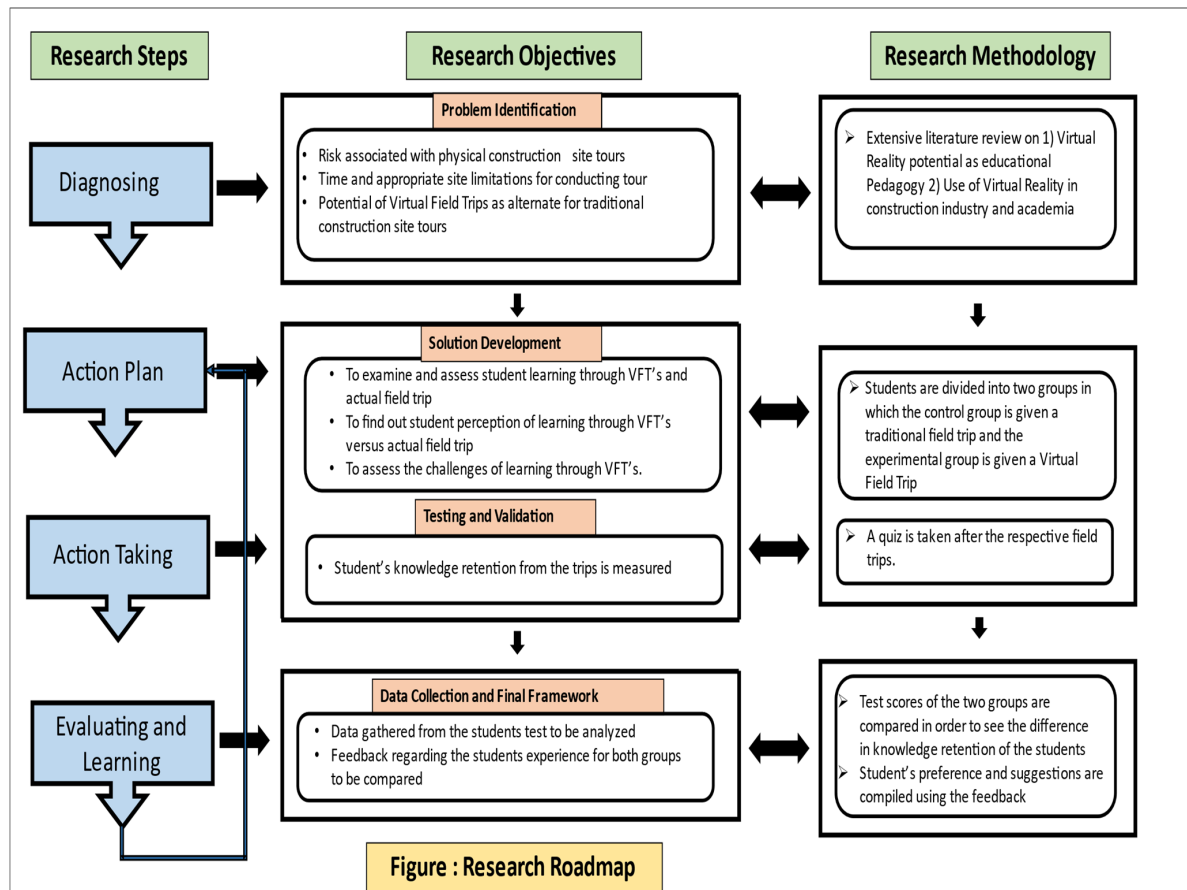 Research Steps
Research Objectives
Research Methodology
Diagnosing
Problem Identification
• Risk associated with physical construction site tours
• Time and appropriate site limitations for conducting tour
• Potential of Virtual Field Trips as alternate for traditional
construction site tours
➢ Extensive literature review on 1) Virtual
Reality potential as educational
Pedagogy 2) Use of Virtual Reality in
construction industry and academia
Action Plan
Solution Development
• To examine and assess student learning through VFT's and
actual field trip
• To find out student perception of learning through VFT's
versus actual field trip
• To assess the challenges of learning through VFT's.
➢ Students are divided into two groups in
which the control group is given a
traditional field trip and the
experimental group is given a Virtual
Field Trip
Action Taking
Testing and Validation
• Student's knowledge retention from the trips is measured
➢ A quiz is taken after the respective field
trips.
Evaluating and
Learning
Data Collection and Final Framework
• Data gathered from the students test to be analyzed
• Feedback regarding the students experience for both groups
to be compared
➢ Test scores of the two groups are
compared in order to see the difference
in knowledge retention of the students
➢ Student's preference and suggestions are
compiled using the feedback
Figure : Research Roadmap